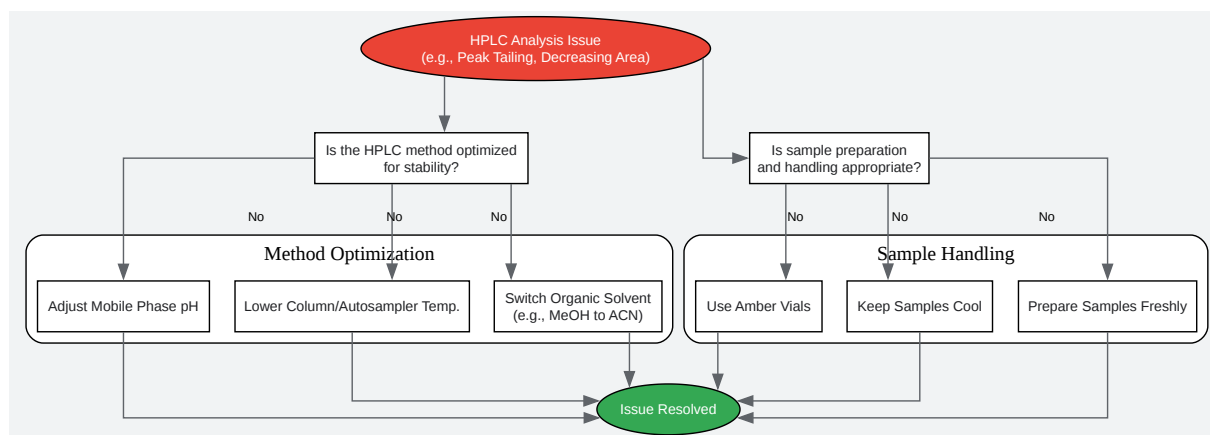 HPLC Analysis Issue
(e.g., Peak Tailing, Decreasing Area)
Is the HPLC method optimized
for stability?
Is sample preparation
and handling appropriate?
No
No
No
No
No
No
Method Optimization
Sample Handling
Adjust Mobile Phase pH
Lower Column/Autosampler Temp.
Switch Organic Solvent
(e.g., MeOH to ACN)
Use Amber Vials
Keep Samples Cool
Prepare Samples Freshly
Issue Resolved